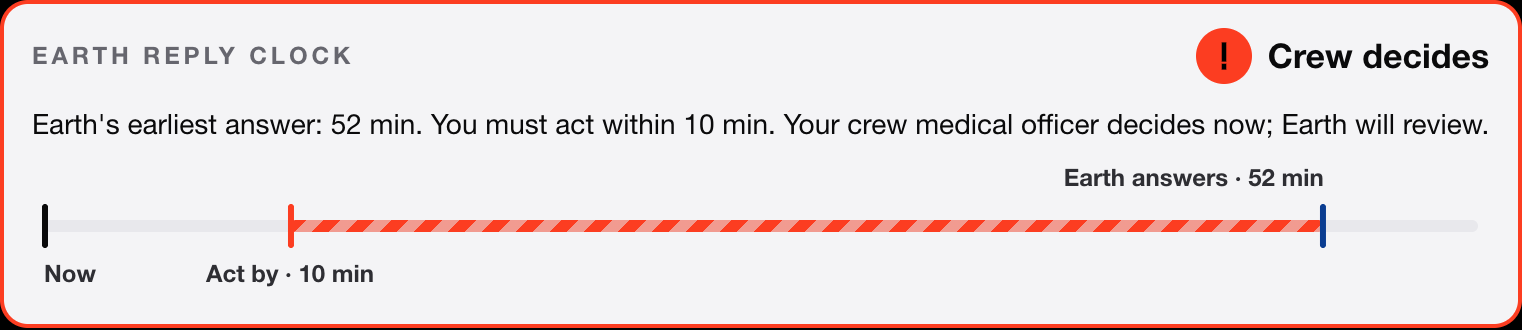 EARTH REPLY CLOCK
! Crew decides
Earth's earliest answer: 52 min. You must act within 10 min. Your crew medical officer decides now; Earth will review.
Earth answers · 52 min
Now
Act by · 10 min